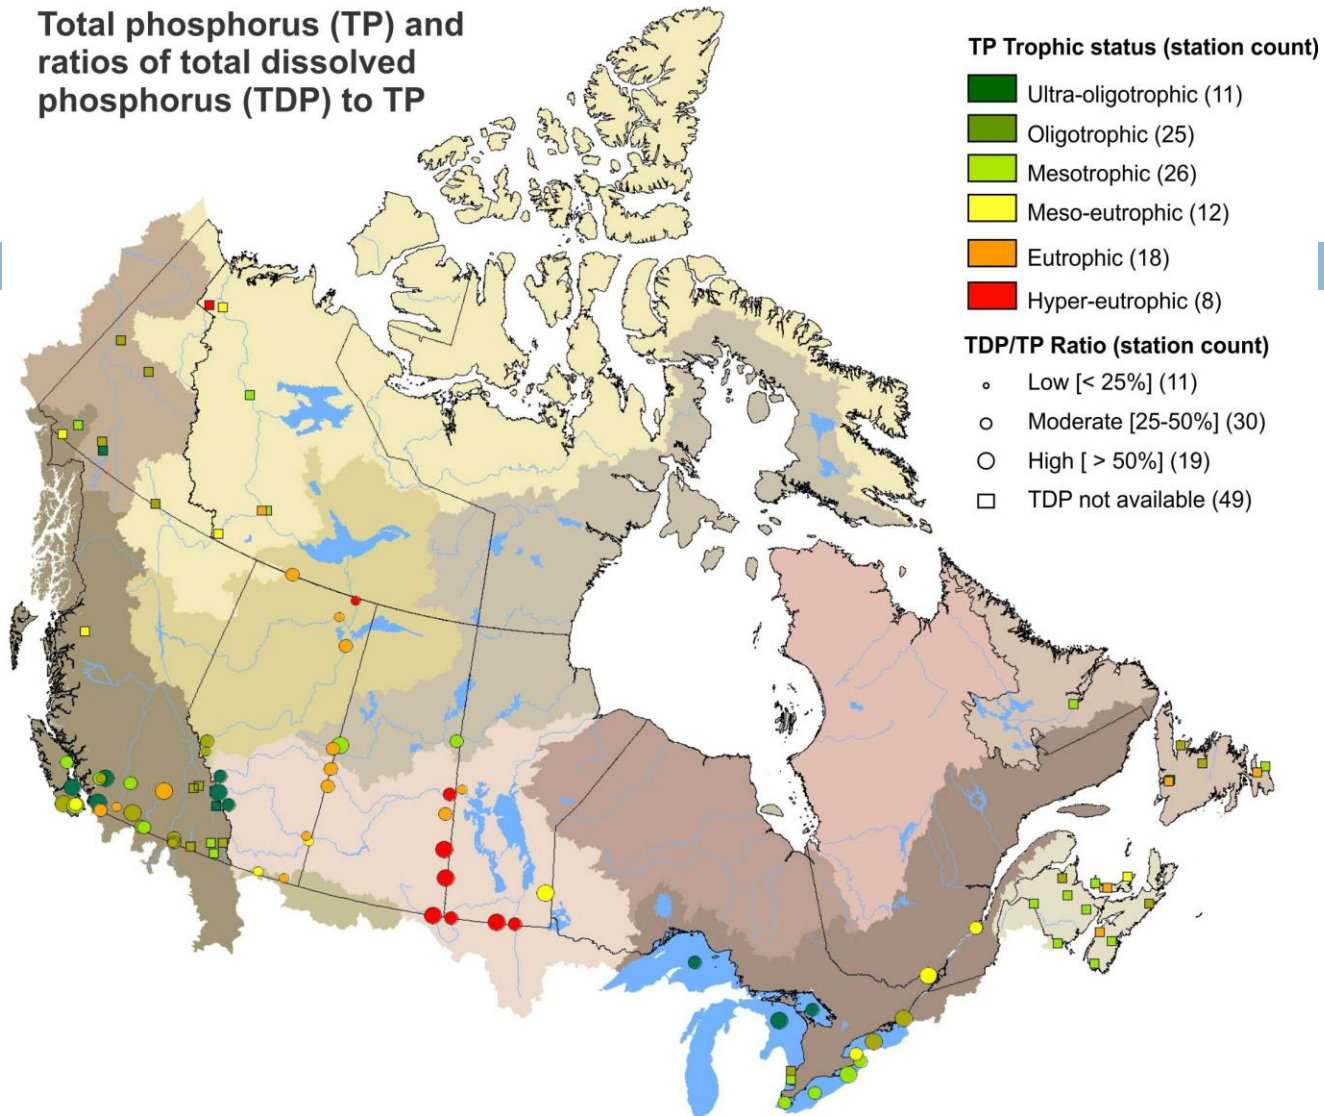 Total phosphorus (TP) and
ratios of total dissolved
phosphorus (TDP) to TP
TP Trophic status (station count)
Ultra-oligotrophic (11)
Oligotrophic (25)
Mesotrophic (26)
Meso-eutrophic (12)
Eutrophic (18)
Hyper-eutrophic (8)
TDP/TP Ratio (station count)
Low [< 25%] (11)
Moderate [25-50%] (30)
High [ > 50%] (19)
TDP not available (49)